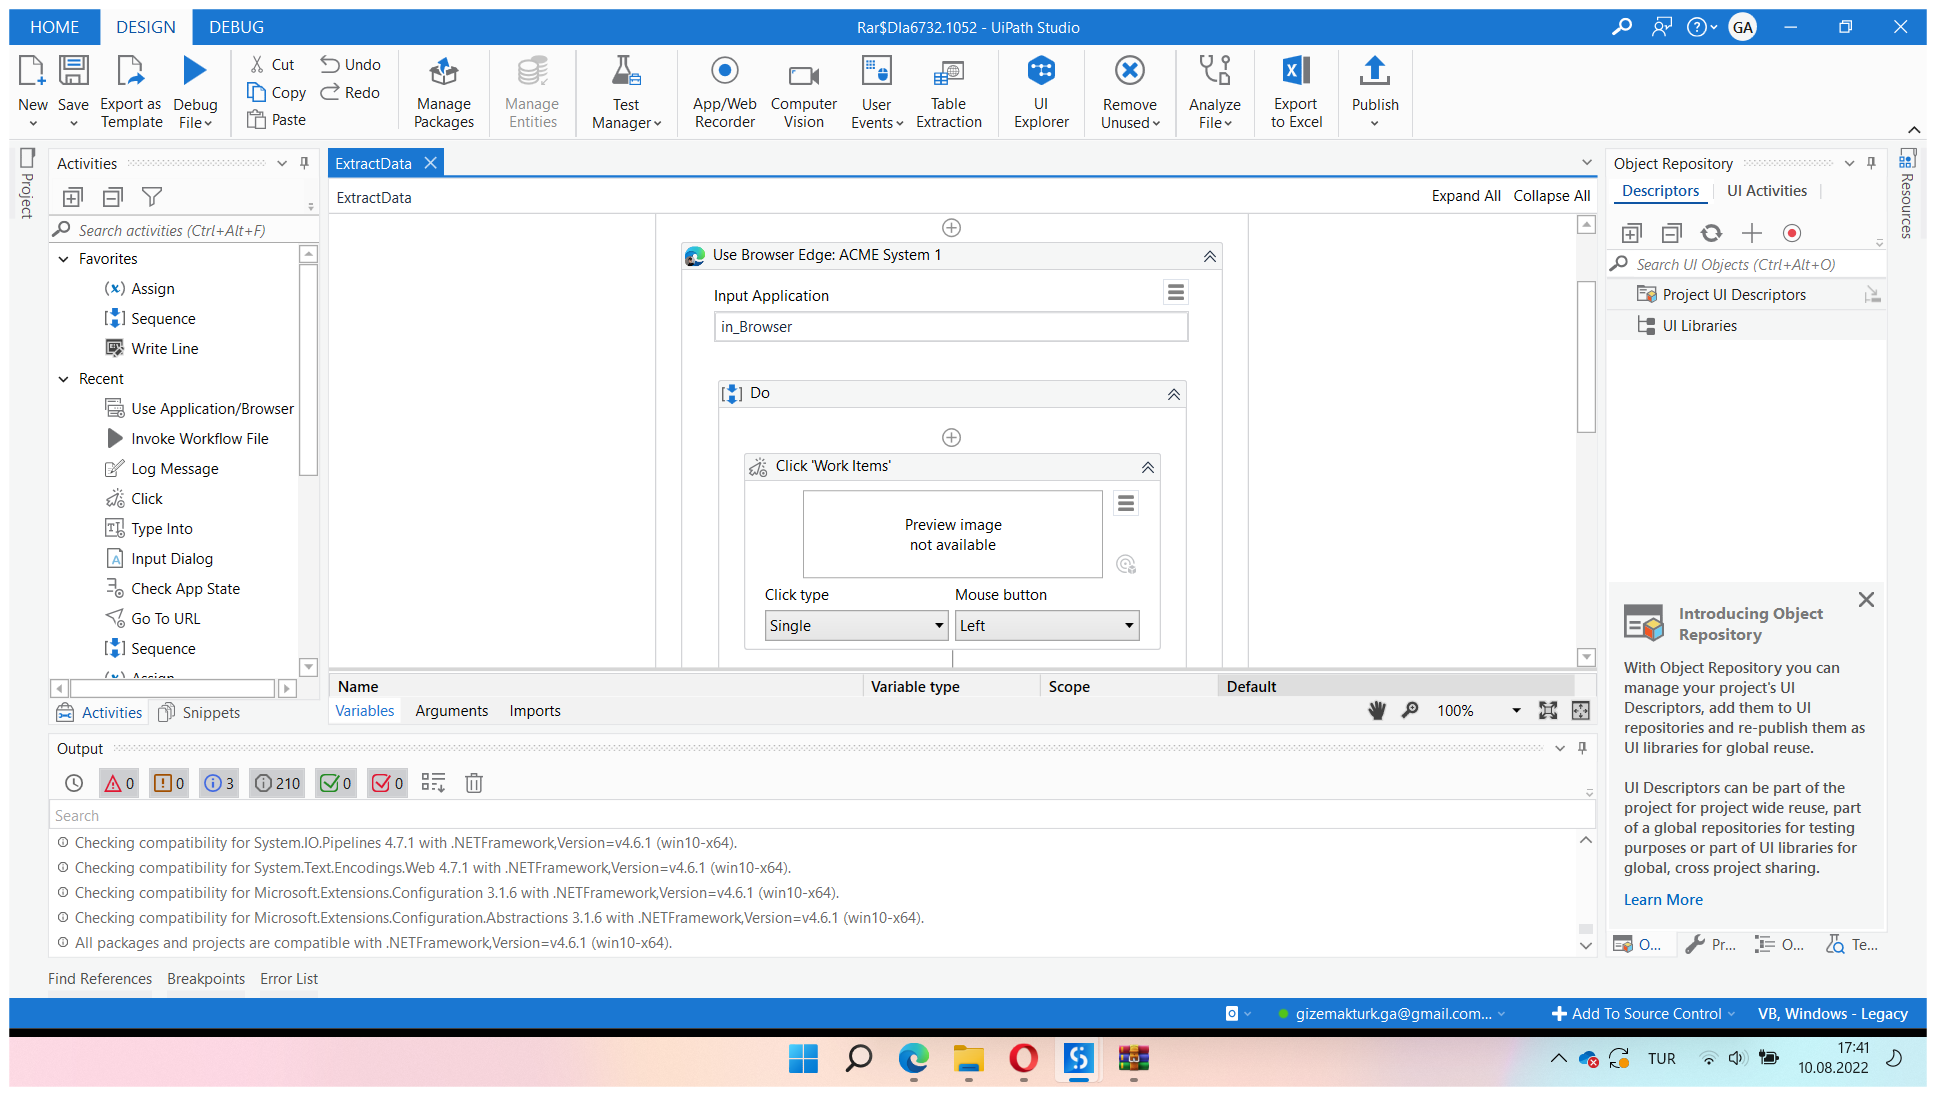 HOME DESIGN DEBUG Rar$DIa6732.1052 - UiPath Studio GA
New Save Export as Template Debug File Cut Copy Paste Undo Redo Manage Packages Manage Entities Test Manager App/Web Recorder Computer Vision User Events Table Extraction UI Explorer Remove Unused Analyze File Export to Excel Publish
Project
Activities
Search activities (Ctrl+Alt+F)
Favorites
Assign
Sequence
Write Line
Recent
Use Application/Browser
Invoke Workflow File
Log Message
Click
Type Into
Input Dialog
Check App State
Go To URL
Sequence
Assign
Activities Snippets
ExtractData
ExtractData Expand All Collapse All
Use Browser Edge: ACME System 1
Input Application
in_Browser
Do
Click 'Work Items'
Preview image
not available
Click type Mouse button
Single Left
Name Variable type Scope Default
Variables Arguments Imports 100%
Object Repository
Descriptors UI Activities
Search UI Objects (Ctrl+Alt+O)
Project UI Descriptors
UI Libraries
Introducing Object
Repository
With Object Repository you can
manage your project's UI
Descriptors, add them to UI
repositories and re-publish them as
UI libraries for global reuse.
UI Descriptors can be part of the
project for project wide reuse, part
of a global repositories for testing
purposes or part of UI libraries for
global, cross project sharing.
Learn More
O... Pr... O... Te...
Resources
Output
0 0 3 210 0 0
Search
Checking compatibility for System.IO.Pipelines 4.7.1 with .NETFramework,Version=v4.6.1 (win10-x64).
Checking compatibility for System.Text.Encodings.Web 4.7.1 with .NETFramework,Version=v4.6.1 (win10-x64).
Checking compatibility for Microsoft.Extensions.Configuration 3.1.6 with .NETFramework,Version=v4.6.1 (win10-x64).
Checking compatibility for Microsoft.Extensions.Configuration.Abstractions 3.1.6 with .NETFramework,Version=v4.6.1 (win10-x64).
All packages and projects are compatible with .NETFramework,Version=v4.6.1 (win10-x64).
Find References Breakpoints Error List
gizemakturk.ga@gmail.com... Add To Source Control VB, Windows - Legacy
TUR 17:41
10.08.2022